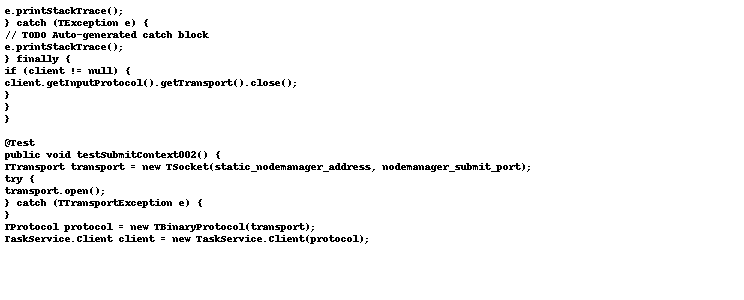 e.printStackTrace();
} catch (TException e) {
// TODO Auto-generated catch block
e.printStackTrace();
} finally {
if (client != null) {
client.getInputProtocol().getTransport().close();
}
}
}
@Test
public void testSubmitContext002() {
TTransport transport = new TSocket(static_nodemanager_address, nodemanager_submit_port);
try {
transport.open();
} catch (TTransportException e) {
}
TProtocol protocol = new TBinaryProtocol(transport);
TaskService.Client client = new TaskService.Client(protocol);